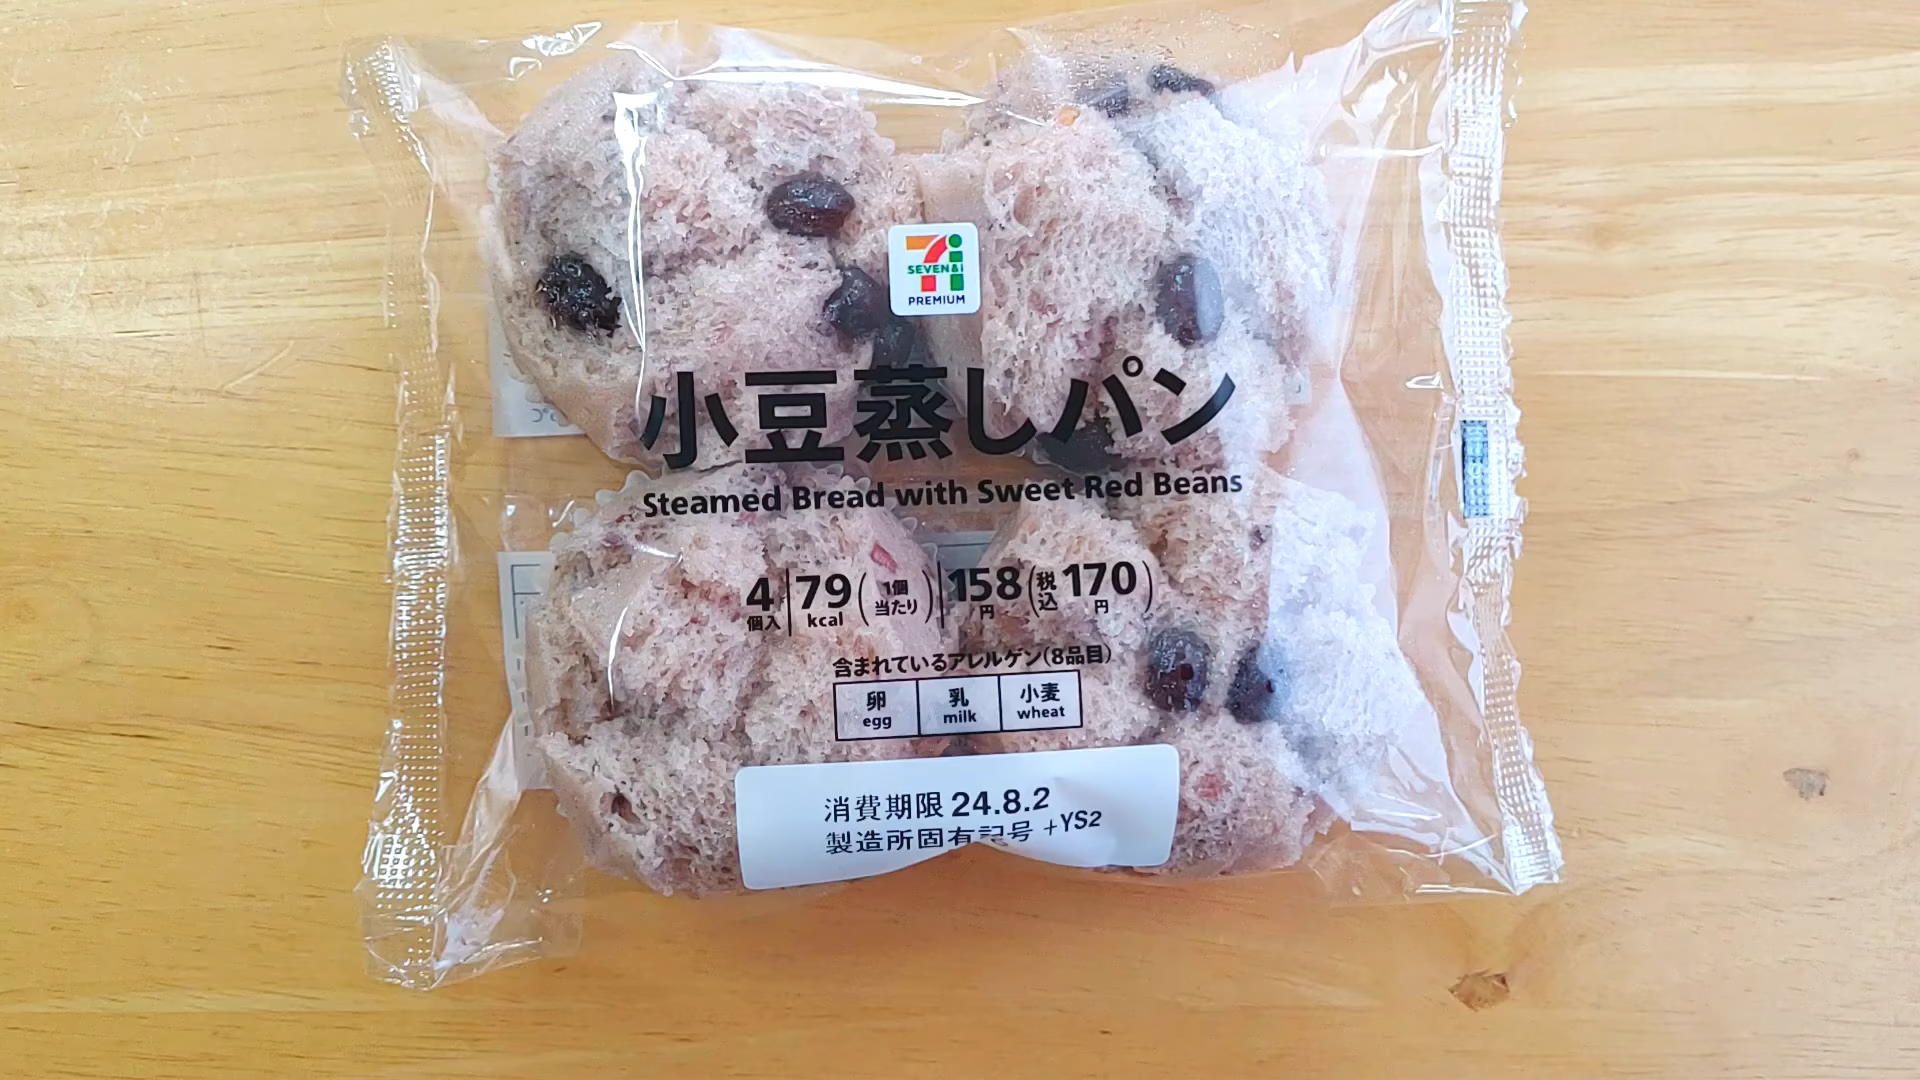 SEVEN&i
PREMIUM
小豆蒸しパン
Steamed Bread with Sweet Red Beans
4個入 79kcal(1個当たり) 158円(税込170円)
含まれているアレルゲン(8品目)
卵 乳 小麦
egg milk wheat
消費期限 24.8.2
製造所固有記号 +YS2